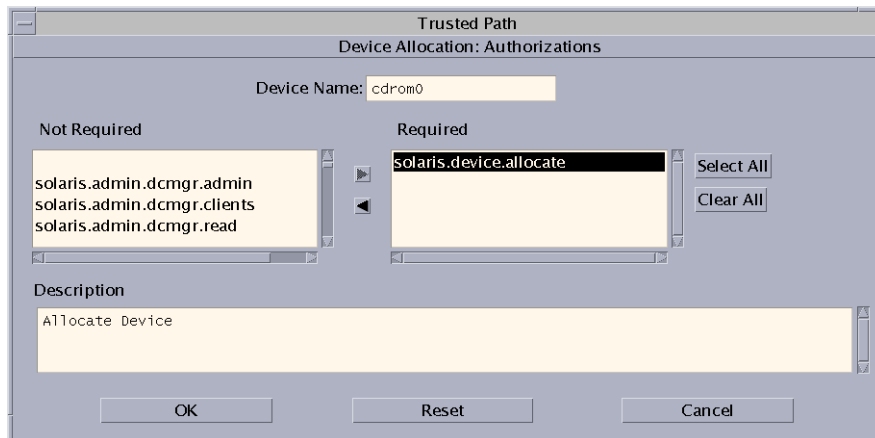 Trusted Path
Device Allocation: Authorizations
Device Name: cdrom0
Not Required
Required
solaris.admin.dcmgr.admin
solaris.admin.dcmgr.clients
solaris.admin.dcmgr.read
solaris.device.allocate
Select All
Clear All
Description
Allocate Device
OK
Reset
Cancel